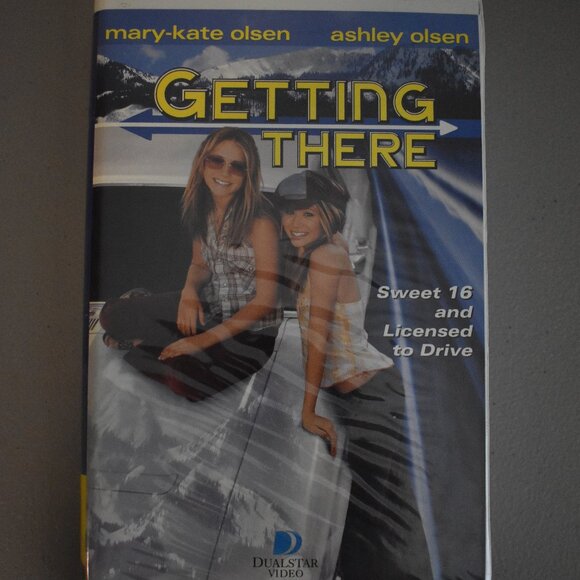 mary-kate olsen ashley olsen
GETTING
THERE
Sweet 16
and
Licensed
to Drive
DUALSTAR
VIDEO